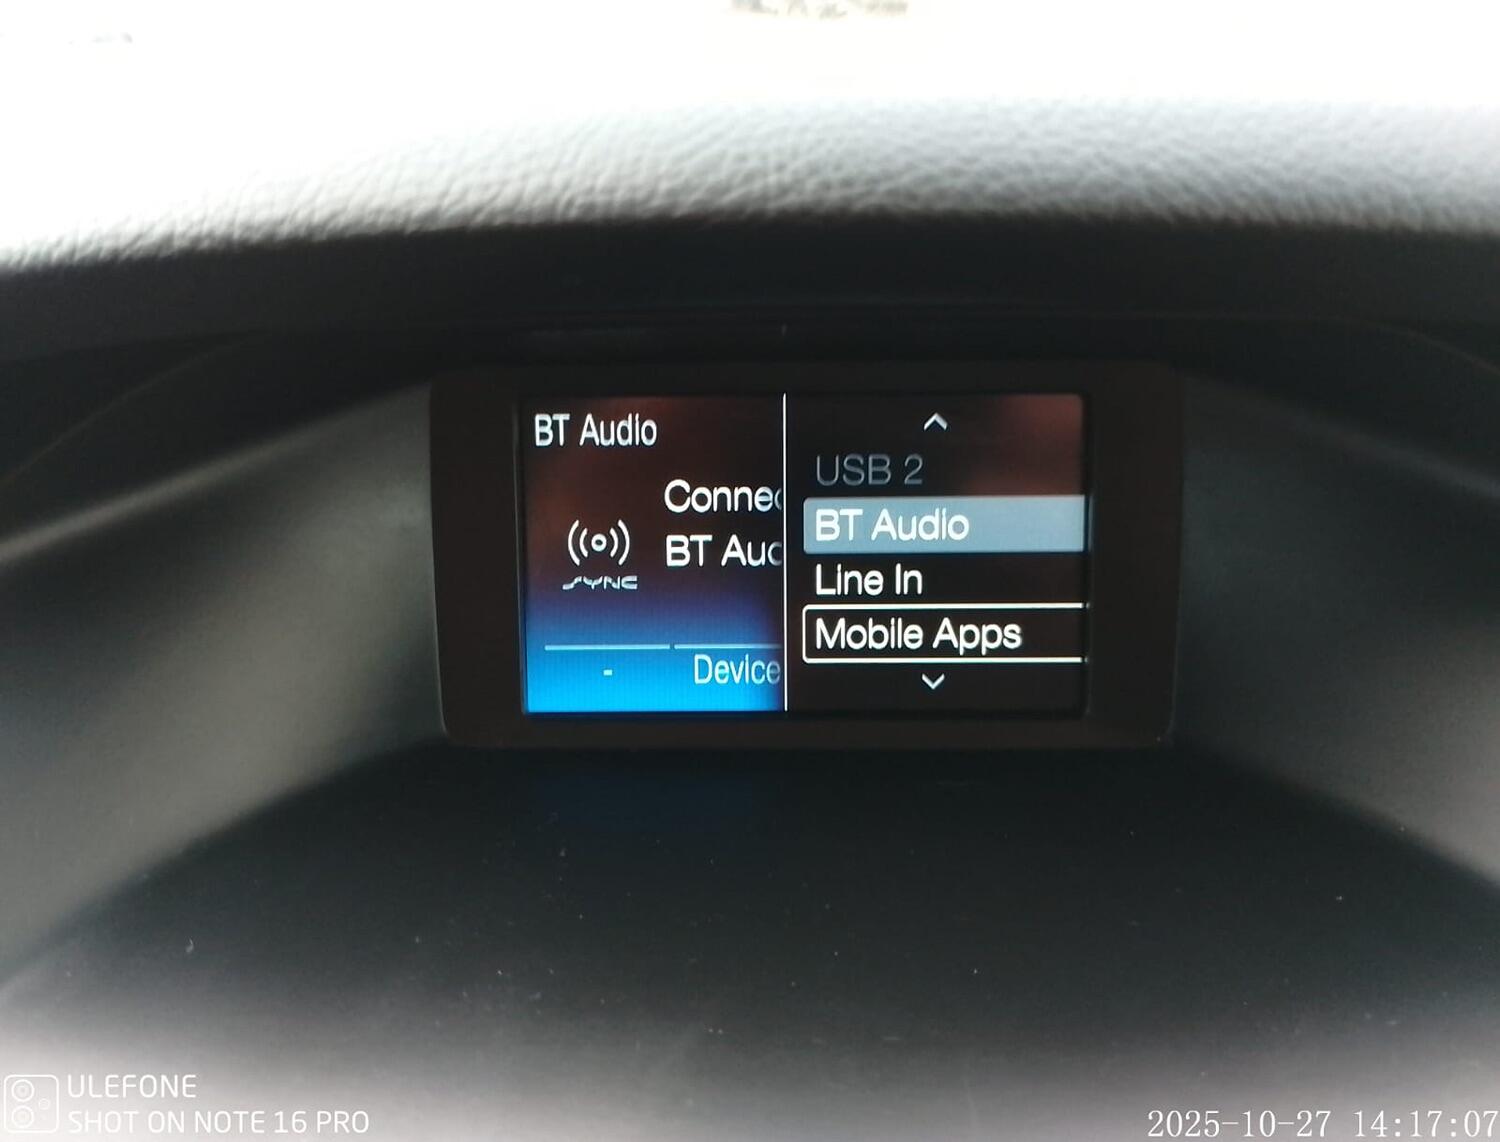 BT Audio
Connec
BT Auc
SYNC
-
Device
USB 2
BT Audio
Line In
Mobile Apps
ULEFONE
SHOT ON NOTE 16 PRO
2025-10-27 14:17:07